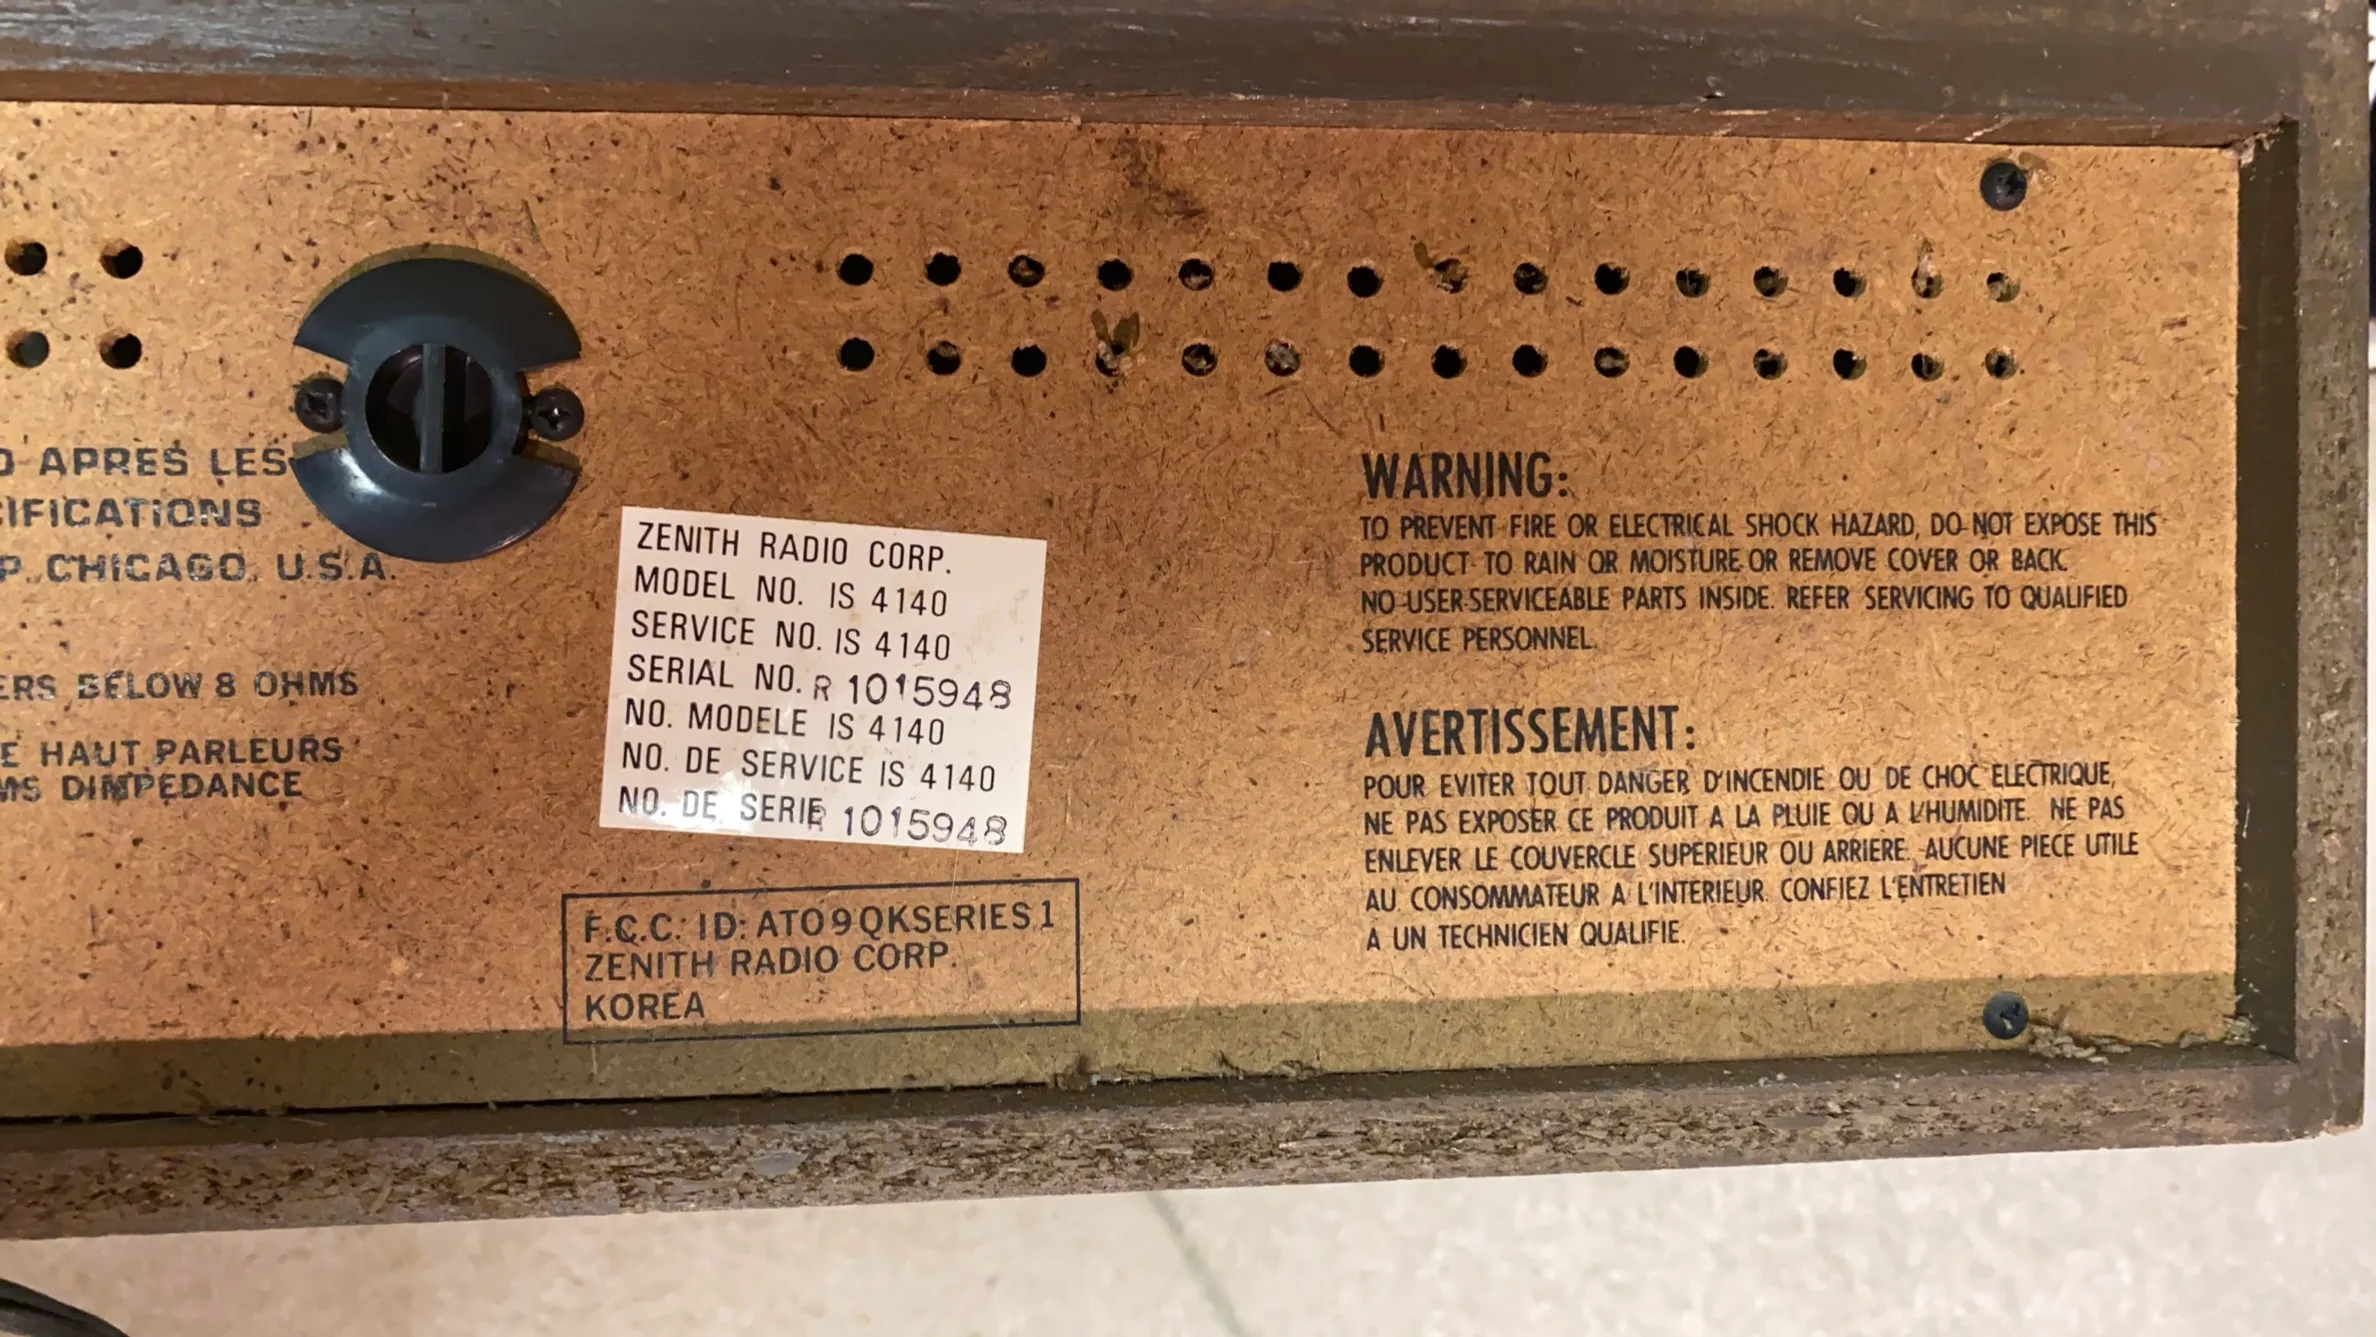 APRES LES
CIFICATIONS
P. CHICAGO, U.S.A.
ERS BELOW 8 OHMS
E HAUT PARLEURS
MS DIMPEDANCE
ZENITH RADIO CORP.
MODEL NO. IS 4140
SERVICE NO. IS 4140
SERIAL NO. R 1015948
NO. MODELE IS 4140
NO. DE SERVICE IS 4140
NO. DE SERIE R 1015948
F.C.C. ID: ATO9QKSERIES1
ZENITH RADIO CORP.
KOREA
WARNING:
TO PREVENT FIRE OR ELECTRICAL SHOCK HAZARD, DO NOT EXPOSE THIS
PRODUCT TO RAIN OR MOISTURE OR REMOVE COVER OR BACK.
NO USER-SERVICEABLE PARTS INSIDE. REFER SERVICING TO QUALIFIED
SERVICE PERSONNEL.
AVERTISSEMENT:
POUR EVITER TOUT DANGER D'INCENDIE OU DE CHOC ELECTRIQUE,
NE PAS EXPOSER CE PRODUIT A LA PLUIE OU A L'HUMIDITE. NE PAS
ENLEVER LE COUVERCLE SUPERIEUR OU ARRIERE. AUCUNE PIECE UTILE
AU CONSOMMATEUR A L'INTERIEUR. CONFIEZ L'ENTRETIEN
A UN TECHNICIEN QUALIFIE.